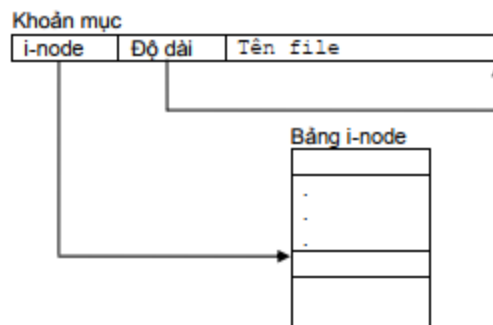 Khoản mục
i-node Độ dài Tên file
Bảng i-node
.
.
.